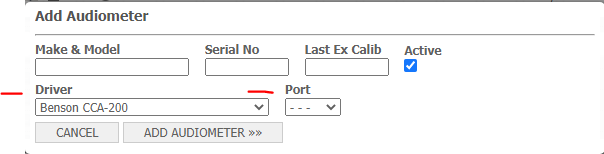 Add Audiometer
Make & Model Serial No Last Ex Calib Active
Driver Port
Benson CCA-200 - - -
CANCEL ADD AUDIOMETER »»